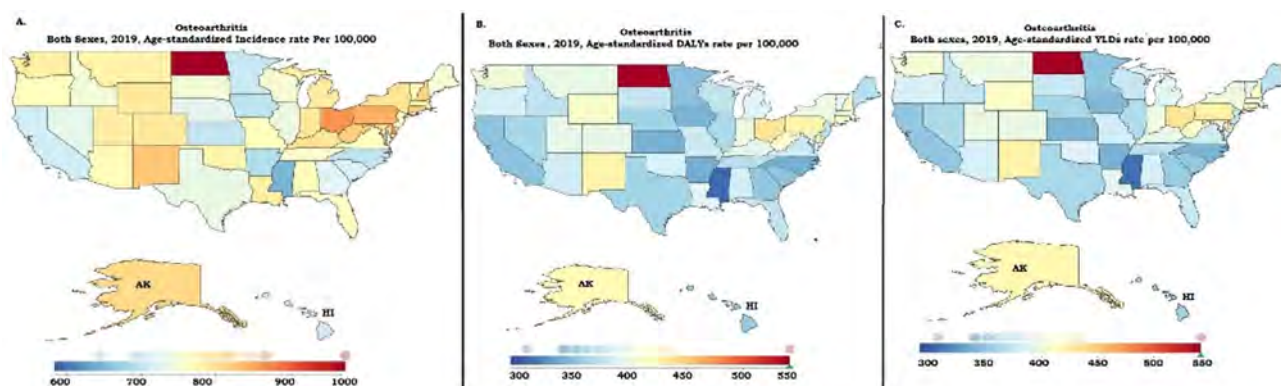 A.
Osteoarthritis
Both Sexes, 2019, Age-standardized Incidence rate Per 100,000
AK
HI
600 700 800 900 1000
B.
Osteoarthritis
Both Sexes , 2019, Age-standardized DALYs rate per 100,000
AK
HI
300 350 400 450 500 550
C.
Osteoarthritis
Both sexes, 2019, Age-standardized YLDs rate per 100,000
AK
HI
300 350 400 450 500 550